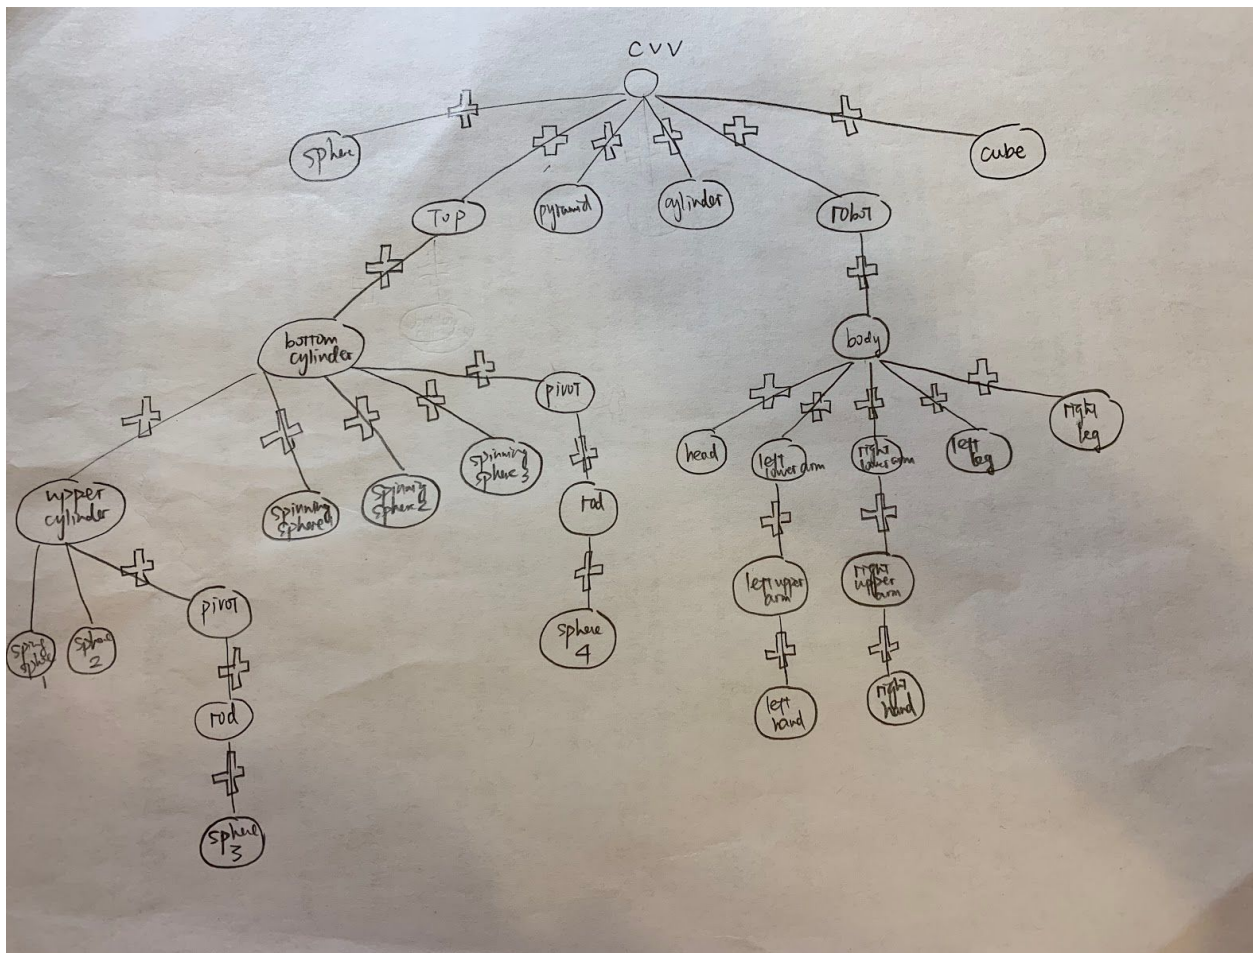 CVV
sphere
Top
pyramid
cylinder
robot
cube
bottom
cylinder
body
pivot
head
left
lower arm
right
lower arm
left
leg
right
leg
upper
cylinder
spinning
sphere
spinning
sphere 2
spinning
sphere 3
rod
left upper
arm
right
upper
arm
sphere
4
pivot
sphere
2
rod
left
hand
right
hand
sphere
3